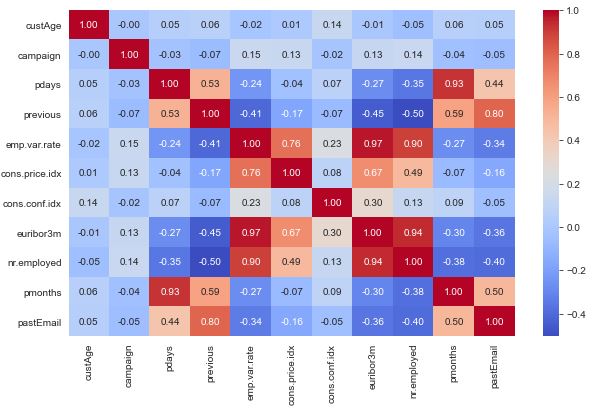 custAge 1.00 -0.00 0.05 0.06 -0.02 0.01 0.14 -0.01 -0.05 0.06 0.05
campaign -0.00 1.00 -0.03 -0.07 0.15 0.13 -0.02 0.13 0.14 -0.04 -0.05
pdays 0.05 -0.03 1.00 0.53 -0.24 -0.04 0.07 -0.27 -0.35 0.93 0.44
previous 0.06 -0.07 0.53 1.00 -0.41 -0.17 -0.07 -0.45 -0.50 0.59 0.80
emp.var.rate -0.02 0.15 -0.24 -0.41 1.00 0.76 0.23 0.97 0.90 -0.27 -0.34
cons.price.idx 0.01 0.13 -0.04 -0.17 0.76 1.00 0.08 0.67 0.49 -0.07 -0.16
cons.conf.idx 0.14 -0.02 0.07 -0.07 0.23 0.08 1.00 0.30 0.13 0.09 -0.05
euribor3m -0.01 0.13 -0.27 -0.45 0.97 0.67 0.30 1.00 0.94 -0.30 -0.36
nr.employed -0.05 0.14 -0.35 -0.50 0.90 0.49 0.13 0.94 1.00 -0.38 -0.40
pmonths 0.06 -0.04 0.93 0.59 -0.27 -0.07 0.09 -0.30 -0.38 1.00 0.50
pastEmail 0.05 -0.05 0.44 0.80 -0.34 -0.16 -0.05 -0.36 -0.40 0.50 1.00
custAge campaign pdays previous emp.var.rate cons.price.idx cons.conf.idx euribor3m nr.employed pmonths pastEmail
1.0
0.8
0.6
0.4
0.2
0.0
−0.2
−0.4